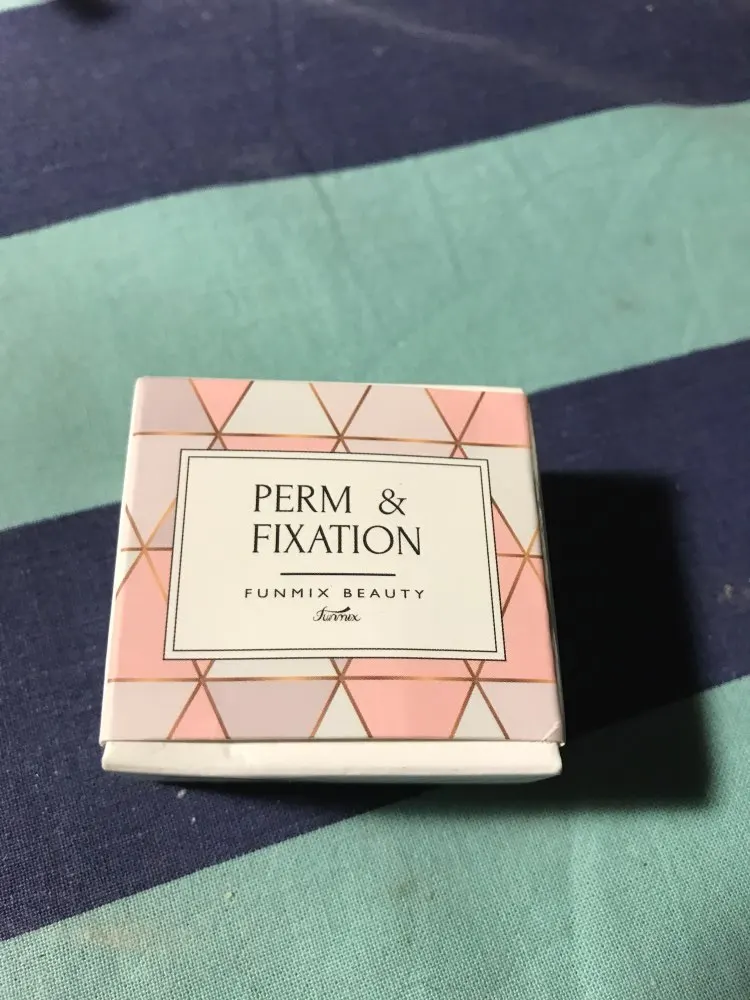 PERM &
FIXATION
FUNMIX BEAUTY
Funmix